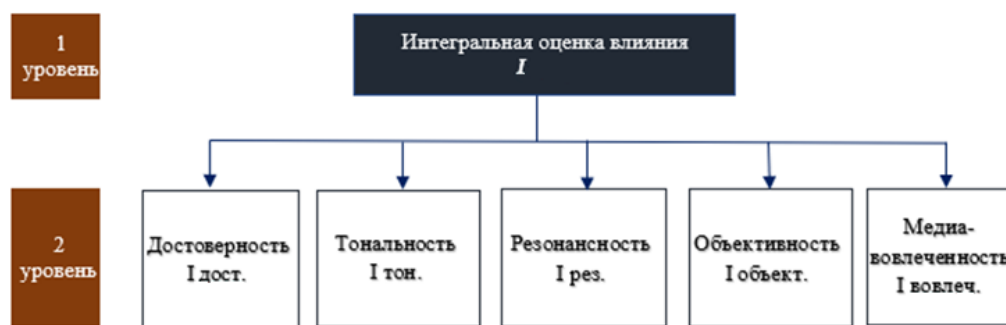 1
уровень
Интегральная оценка влияния
I
2
уровень
Достоверность
I дост.
Тональность
I тон.
Резонансность
I рез.
Объективность
I объект.
Медиа-
вовлеченность
I вовлеч.